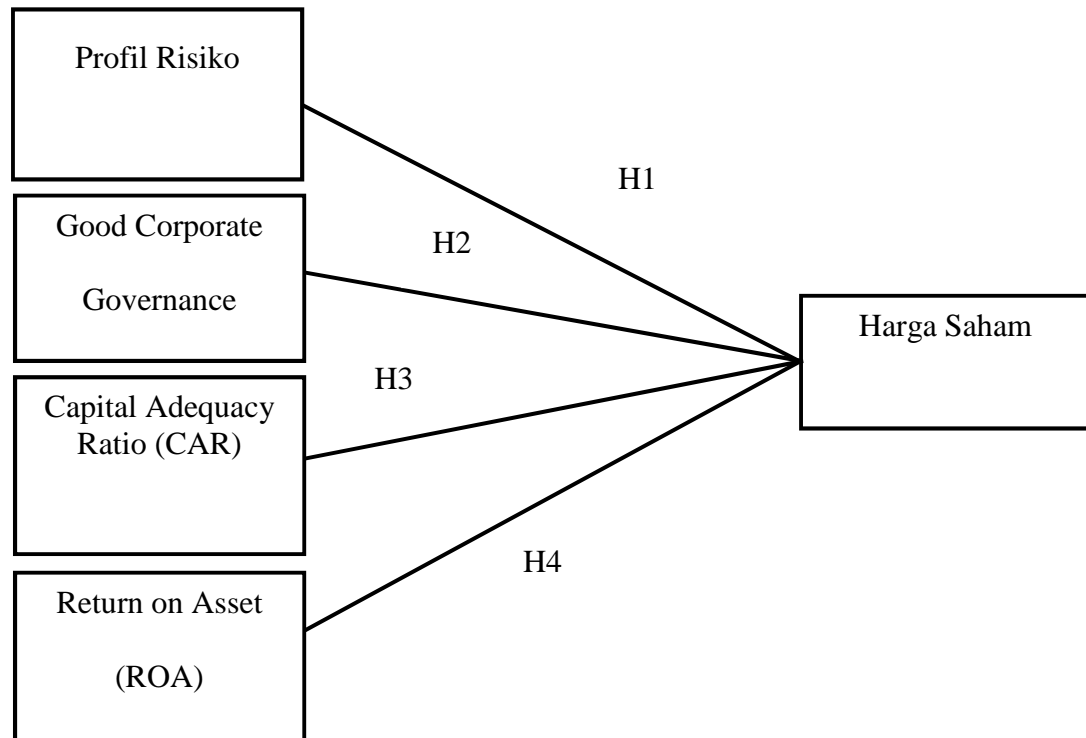 Profil Risiko
H1
Good Corporate
Governance
H2
Harga Saham
H3
Capital Adequacy
Ratio (CAR)
H4
Return on Asset
(ROA)